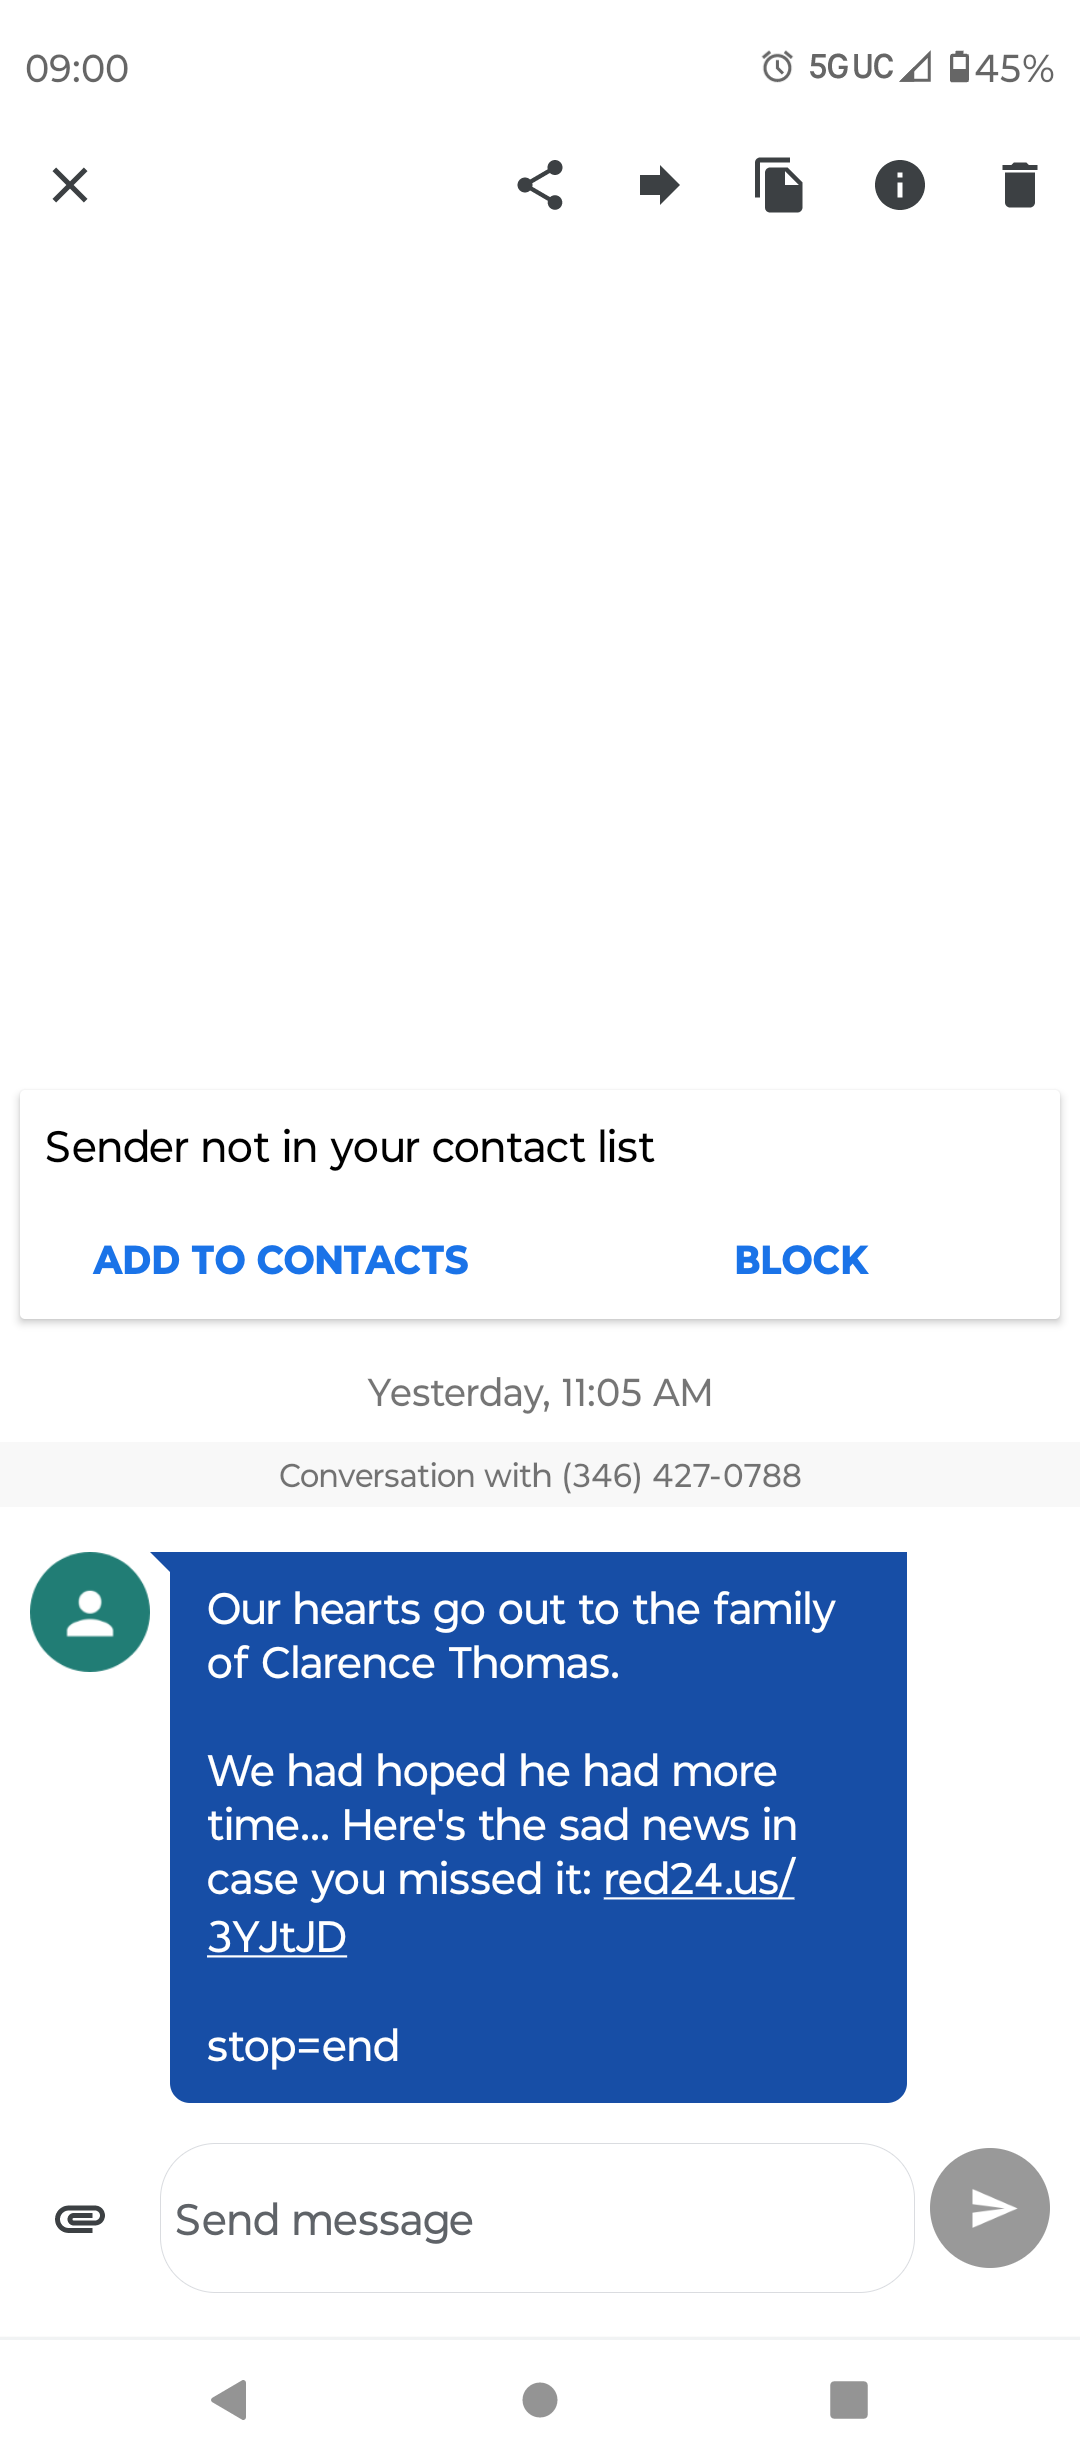 09:00
5G UC 45%
Sender not in your contact list
ADD TO CONTACTS BLOCK
Yesterday, 11:05 AM
Conversation with (346) 427-0788
Our hearts go out to the family
of Clarence Thomas.
We had hoped he had more
time... Here's the sad news in
case you missed it: red24.us/
3YJtJD
stop=end
Send message